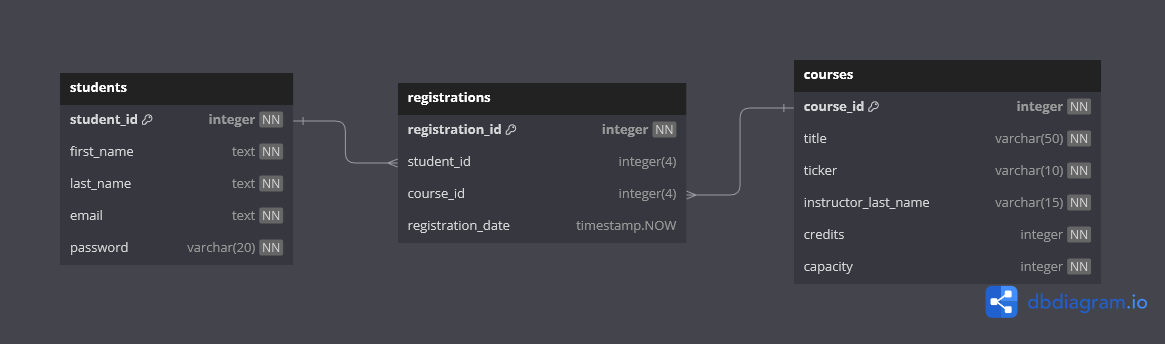 students
student_id integer NN
first_name text NN
last_name text NN
email text NN
password varchar(20) NN
registrations
registration_id integer NN
student_id integer(4)
course_id integer(4)
registration_date timestamp.NOW
courses
course_id integer NN
title varchar(50) NN
ticker varchar(10) NN
instructor_last_name varchar(15) NN
credits integer NN
capacity integer NN
dbdiagram.io